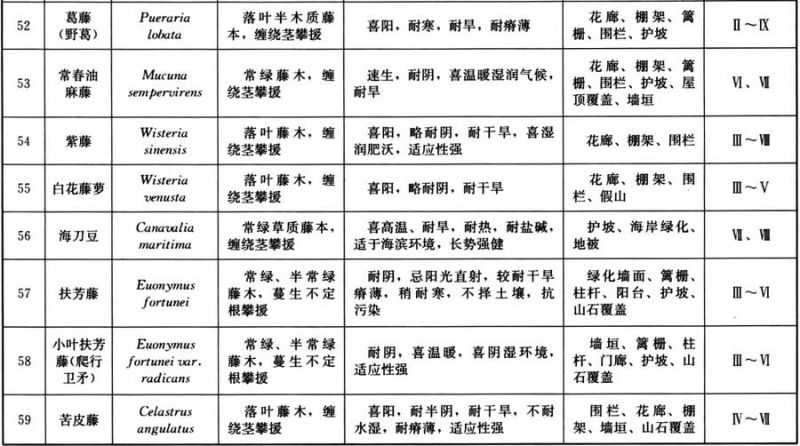 52
葛藤
(野葛)
Pueraria
lobata
落叶半木质藤
本，缠绕茎攀援
喜阳，耐寒，耐旱，耐瘠薄
花廊、棚架、篱
栅、围栏、护坡
Ⅱ～Ⅸ
53
常春油
麻藤
Mucuna
sempervirens
常绿藤木，缠
绕茎攀援
速生，耐阴，喜温暖湿润气候，
耐旱
花廊、棚架、篱
栅、围栏、护坡、屋
顶覆盖、墙垣
Ⅵ、Ⅶ
54
紫藤
Wisteria
sinensis
落叶藤木，缠
绕茎攀援
喜阳，略耐阴，耐干旱，喜湿
润肥沃，适应性强
花廊、棚架、围栏
Ⅲ～Ⅷ
55
白花藤萝
Wisteria
venusta
落叶藤木，缠
绕茎攀援
喜阳，略耐阴，耐干旱
花廊、棚架、围
栏、假山
Ⅲ～Ⅴ
56
海刀豆
Canavalia
maritima
常绿草质藤本，
缠绕茎攀援
喜高温、耐旱，耐热，耐盐碱，
适于海滨环境，长势强健
护坡、海岸绿化、
地被
Ⅶ、Ⅷ
57
扶芳藤
Euonymus
fortunei
常绿、半常绿
藤木，蔓生不定
根攀援
耐阴，忌阳光直射，较耐干旱
瘠薄，稍耐寒，不择土壤，抗
污染
绿化墙面、篱栅、
柱杆、阳台、护坡、
山石覆盖
Ⅲ～Ⅵ
58
小叶扶芳
藤(爬行
卫矛)
Euonymus
fortunei var.
radicans
常绿、半常绿
藤木，蔓生不定
根攀援
耐阴，喜温暖，喜阴湿环境，
适应性强
墙垣、篱栅、柱
杆、门廊、护坡、山
石覆盖
Ⅲ～Ⅵ
59
苦皮藤
Celastrus
angulatus
落叶藤木，缠
绕茎攀援
喜阳，耐半阴，耐干旱，不耐
水湿，耐瘠薄，适应性强
围栏、花廊、棚
架、墙垣、山石覆盖
Ⅳ～Ⅶ